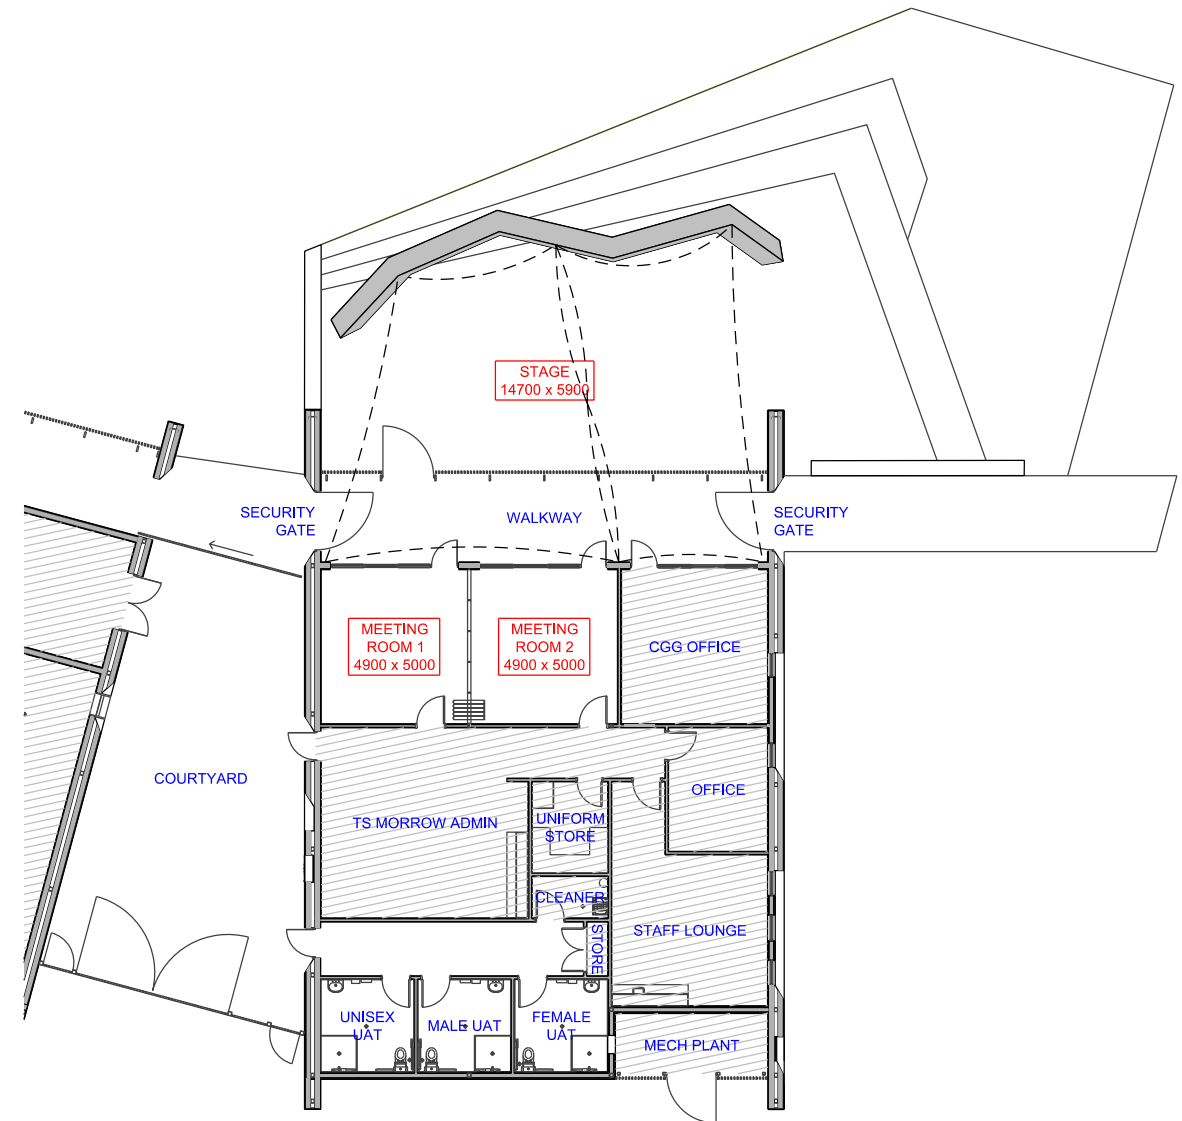 STAGE
14700 x 5900
SECURITY
GATE
WALKWAY
SECURITY
GATE
MEETING
ROOM 1
4900 x 5000
MEETING
ROOM 2
4900 x 5000
CGG OFFICE
COURTYARD
OFFICE
TS MORROW ADMIN
UNIFORM
STORE
CLEANER
STORE
STAFF LOUNGE
UNISEX
UAT
MALE UAT
FEMALE
UAT
MECH PLANT